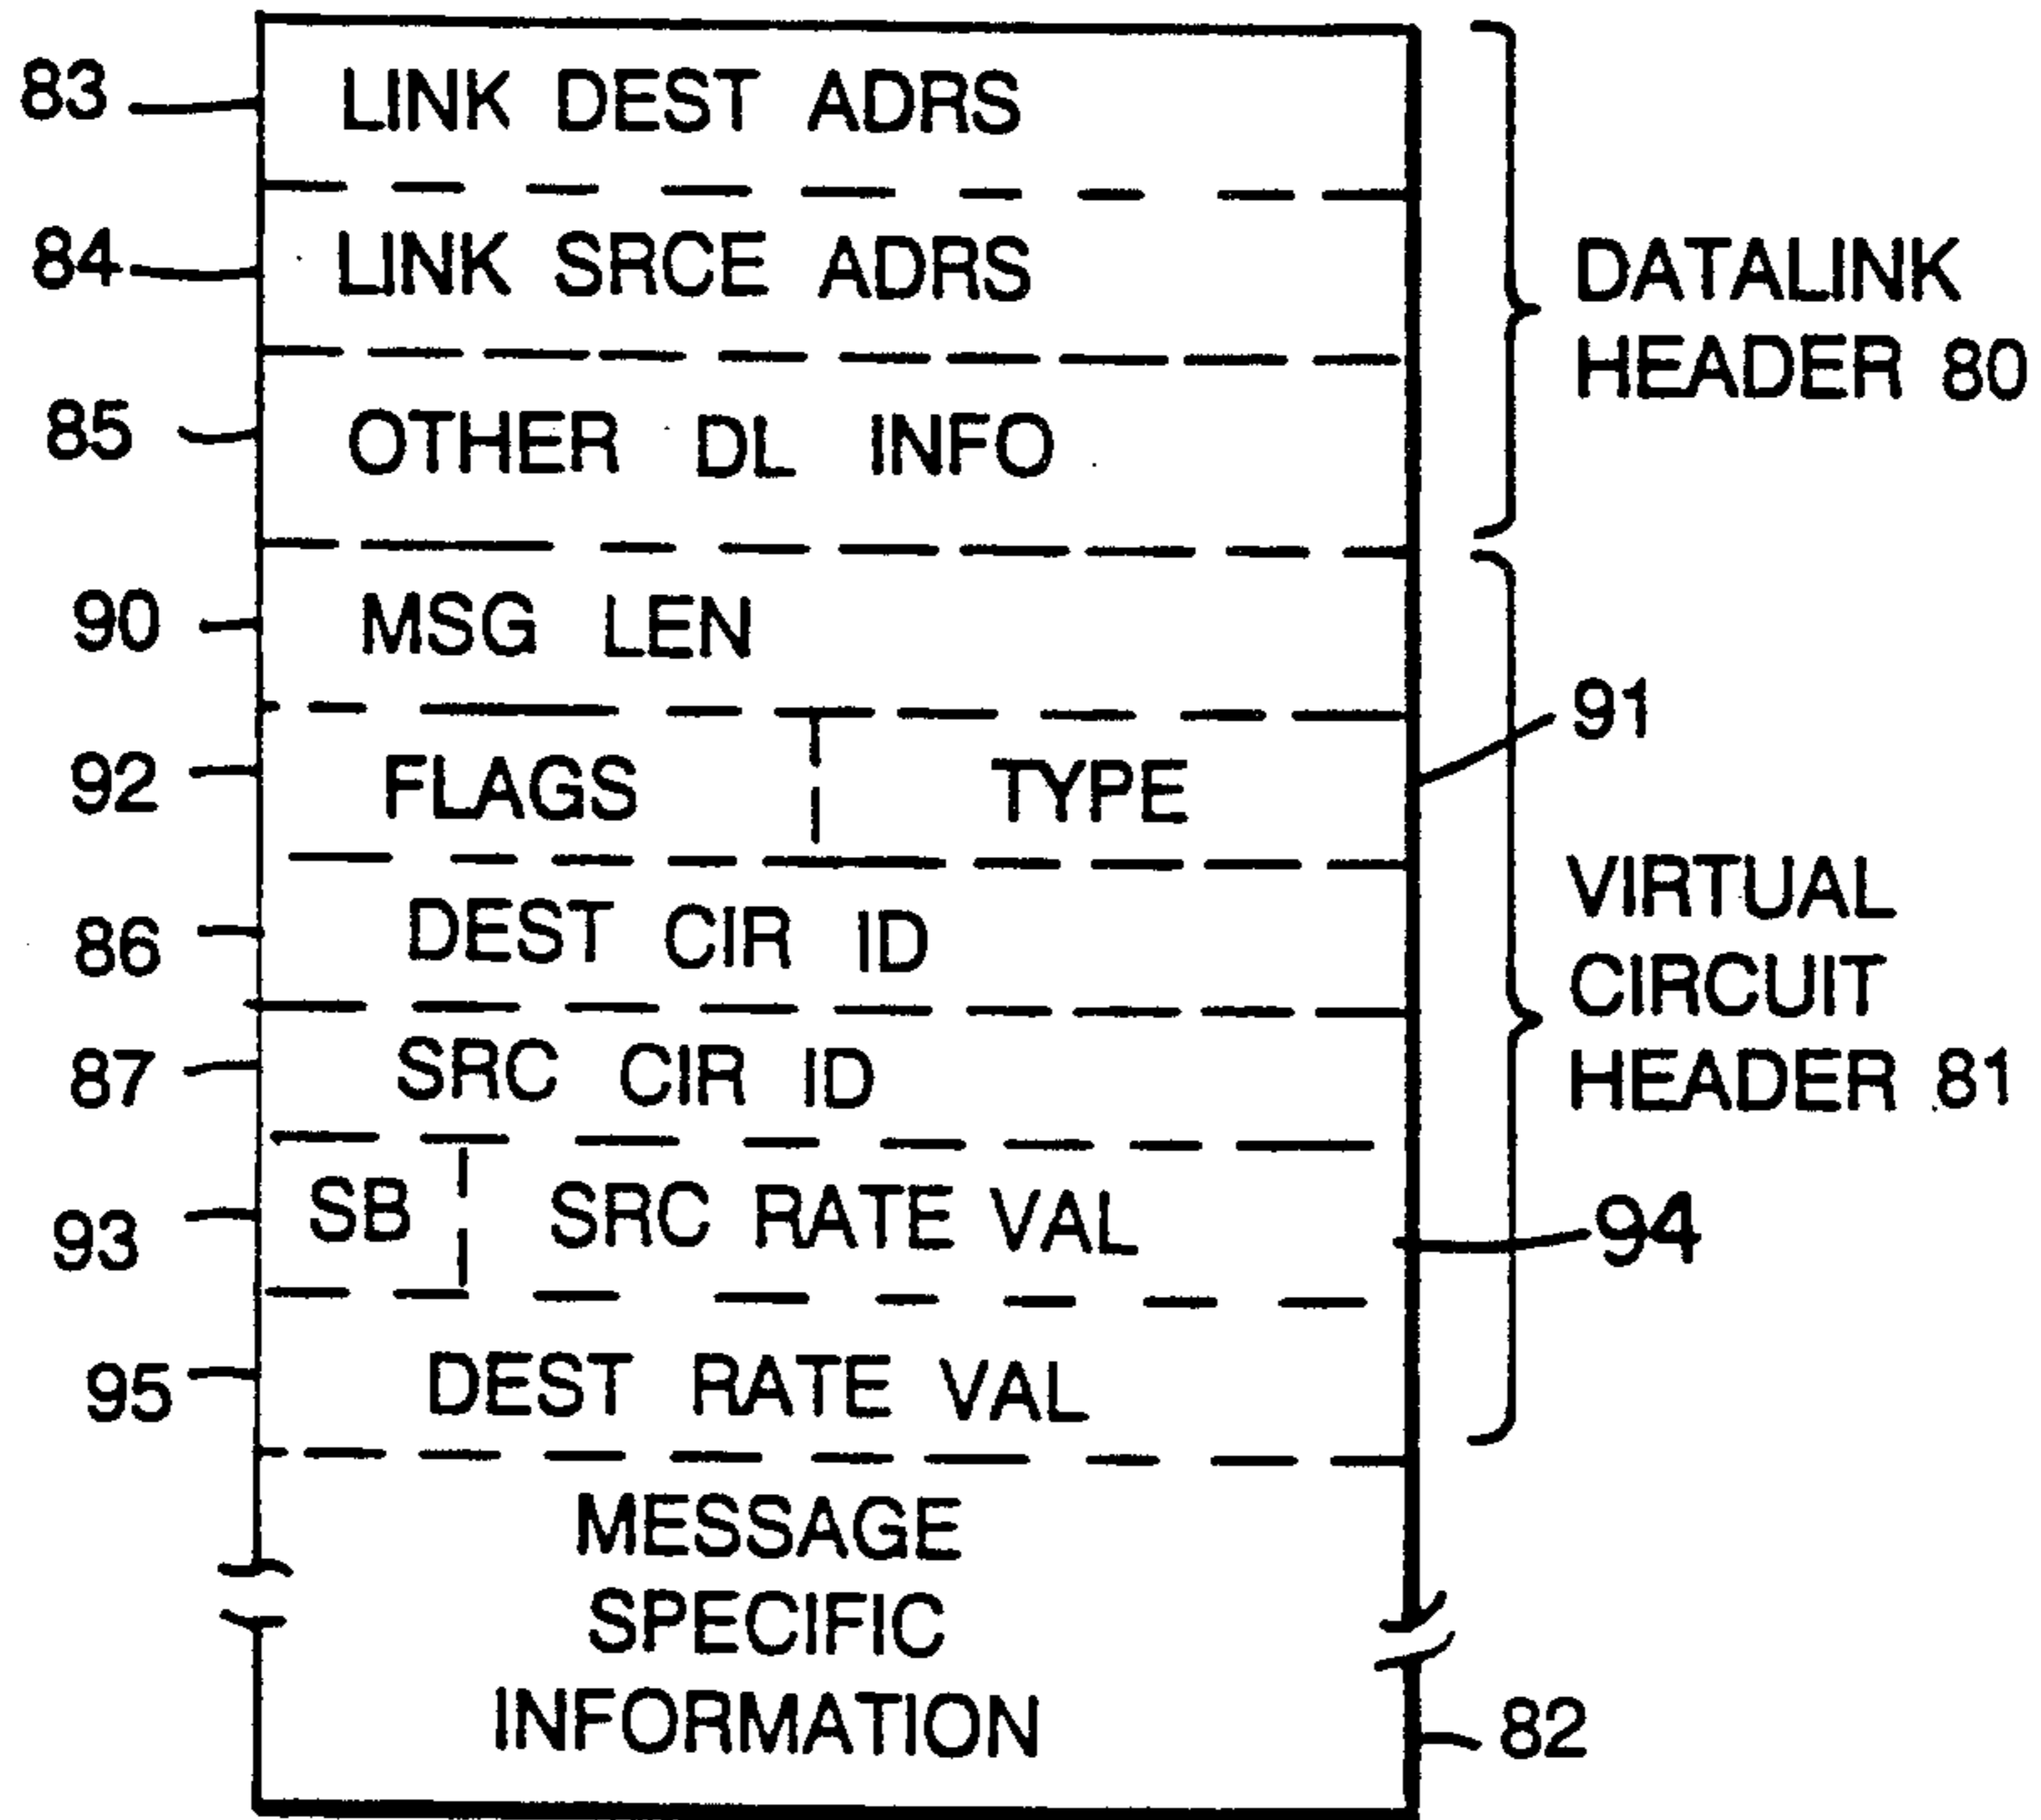 83 LINK DEST ADRS
84 LINK SRCE ADRS
DATALINK
HEADER 80
85 OTHER DL INFO
90 MSG LEN
91
92 FLAGS TYPE
VIRTUAL
CIRCUIT
HEADER 81
86 DEST CIR ID
87 SRC CIR ID
93 SB SRC RATE VAL 94
95 DEST RATE VAL
MESSAGE
SPECIFIC
INFORMATION
82